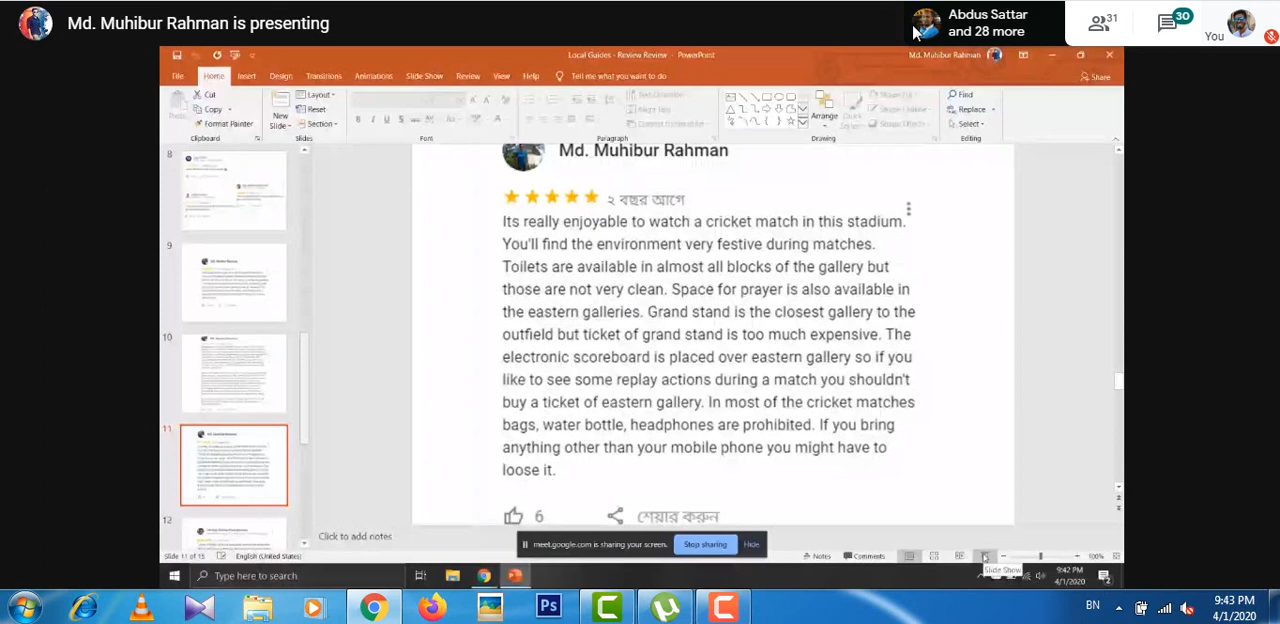 Md. Muhibur Rahman is presenting
Abdus Sattar
and 28 more
31
30
You
Local Guides - Review Review - PowerPoint
Md. Muhibur Rahman
File
Home
Insert
Design
Transitions
Animations
Slide Show
Review
View
Help
Tell me what you want to do
Share
Cut
Copy
Format Painter
Clipboard
New
Slide
Layout
Reset
Section
Slides
Font
Paragraph
Arrange
Drawing
Find
Replace
Select
Editing
8
9
10
11
12
Md. Muhibur Rahman
২ বছর আগে
Its really enjoyable to watch a cricket match in this stadium.
You'll find the environment very festive during matches.
Toilets are available in almost all blocks of the gallery but
those are not very clean. Space for prayer is also available in
the eastern galleries. Grand stand is the closest gallery to the
outfield but ticket of grand stand is too much expensive. The
electronic scoreboard is placed over eastern gallery so if you
like to see some replay actions during a match you shouldn't
buy a ticket of eastern gallery. In most of the cricket matches
bags, water bottle, headphones are prohibited. If you bring
anything other than your mobile phone you might have to
loose it.
6
শেয়ার করুন
Click to add notes
meet.google.com is sharing your screen.
Stop sharing
Hide
Slide 11 of 15
English (United States)
Notes
Comments
100%
Slide Show
Type here to search
9:42 PM
4/1/2020
2
Ps
BN
9:43 PM
4/1/2020